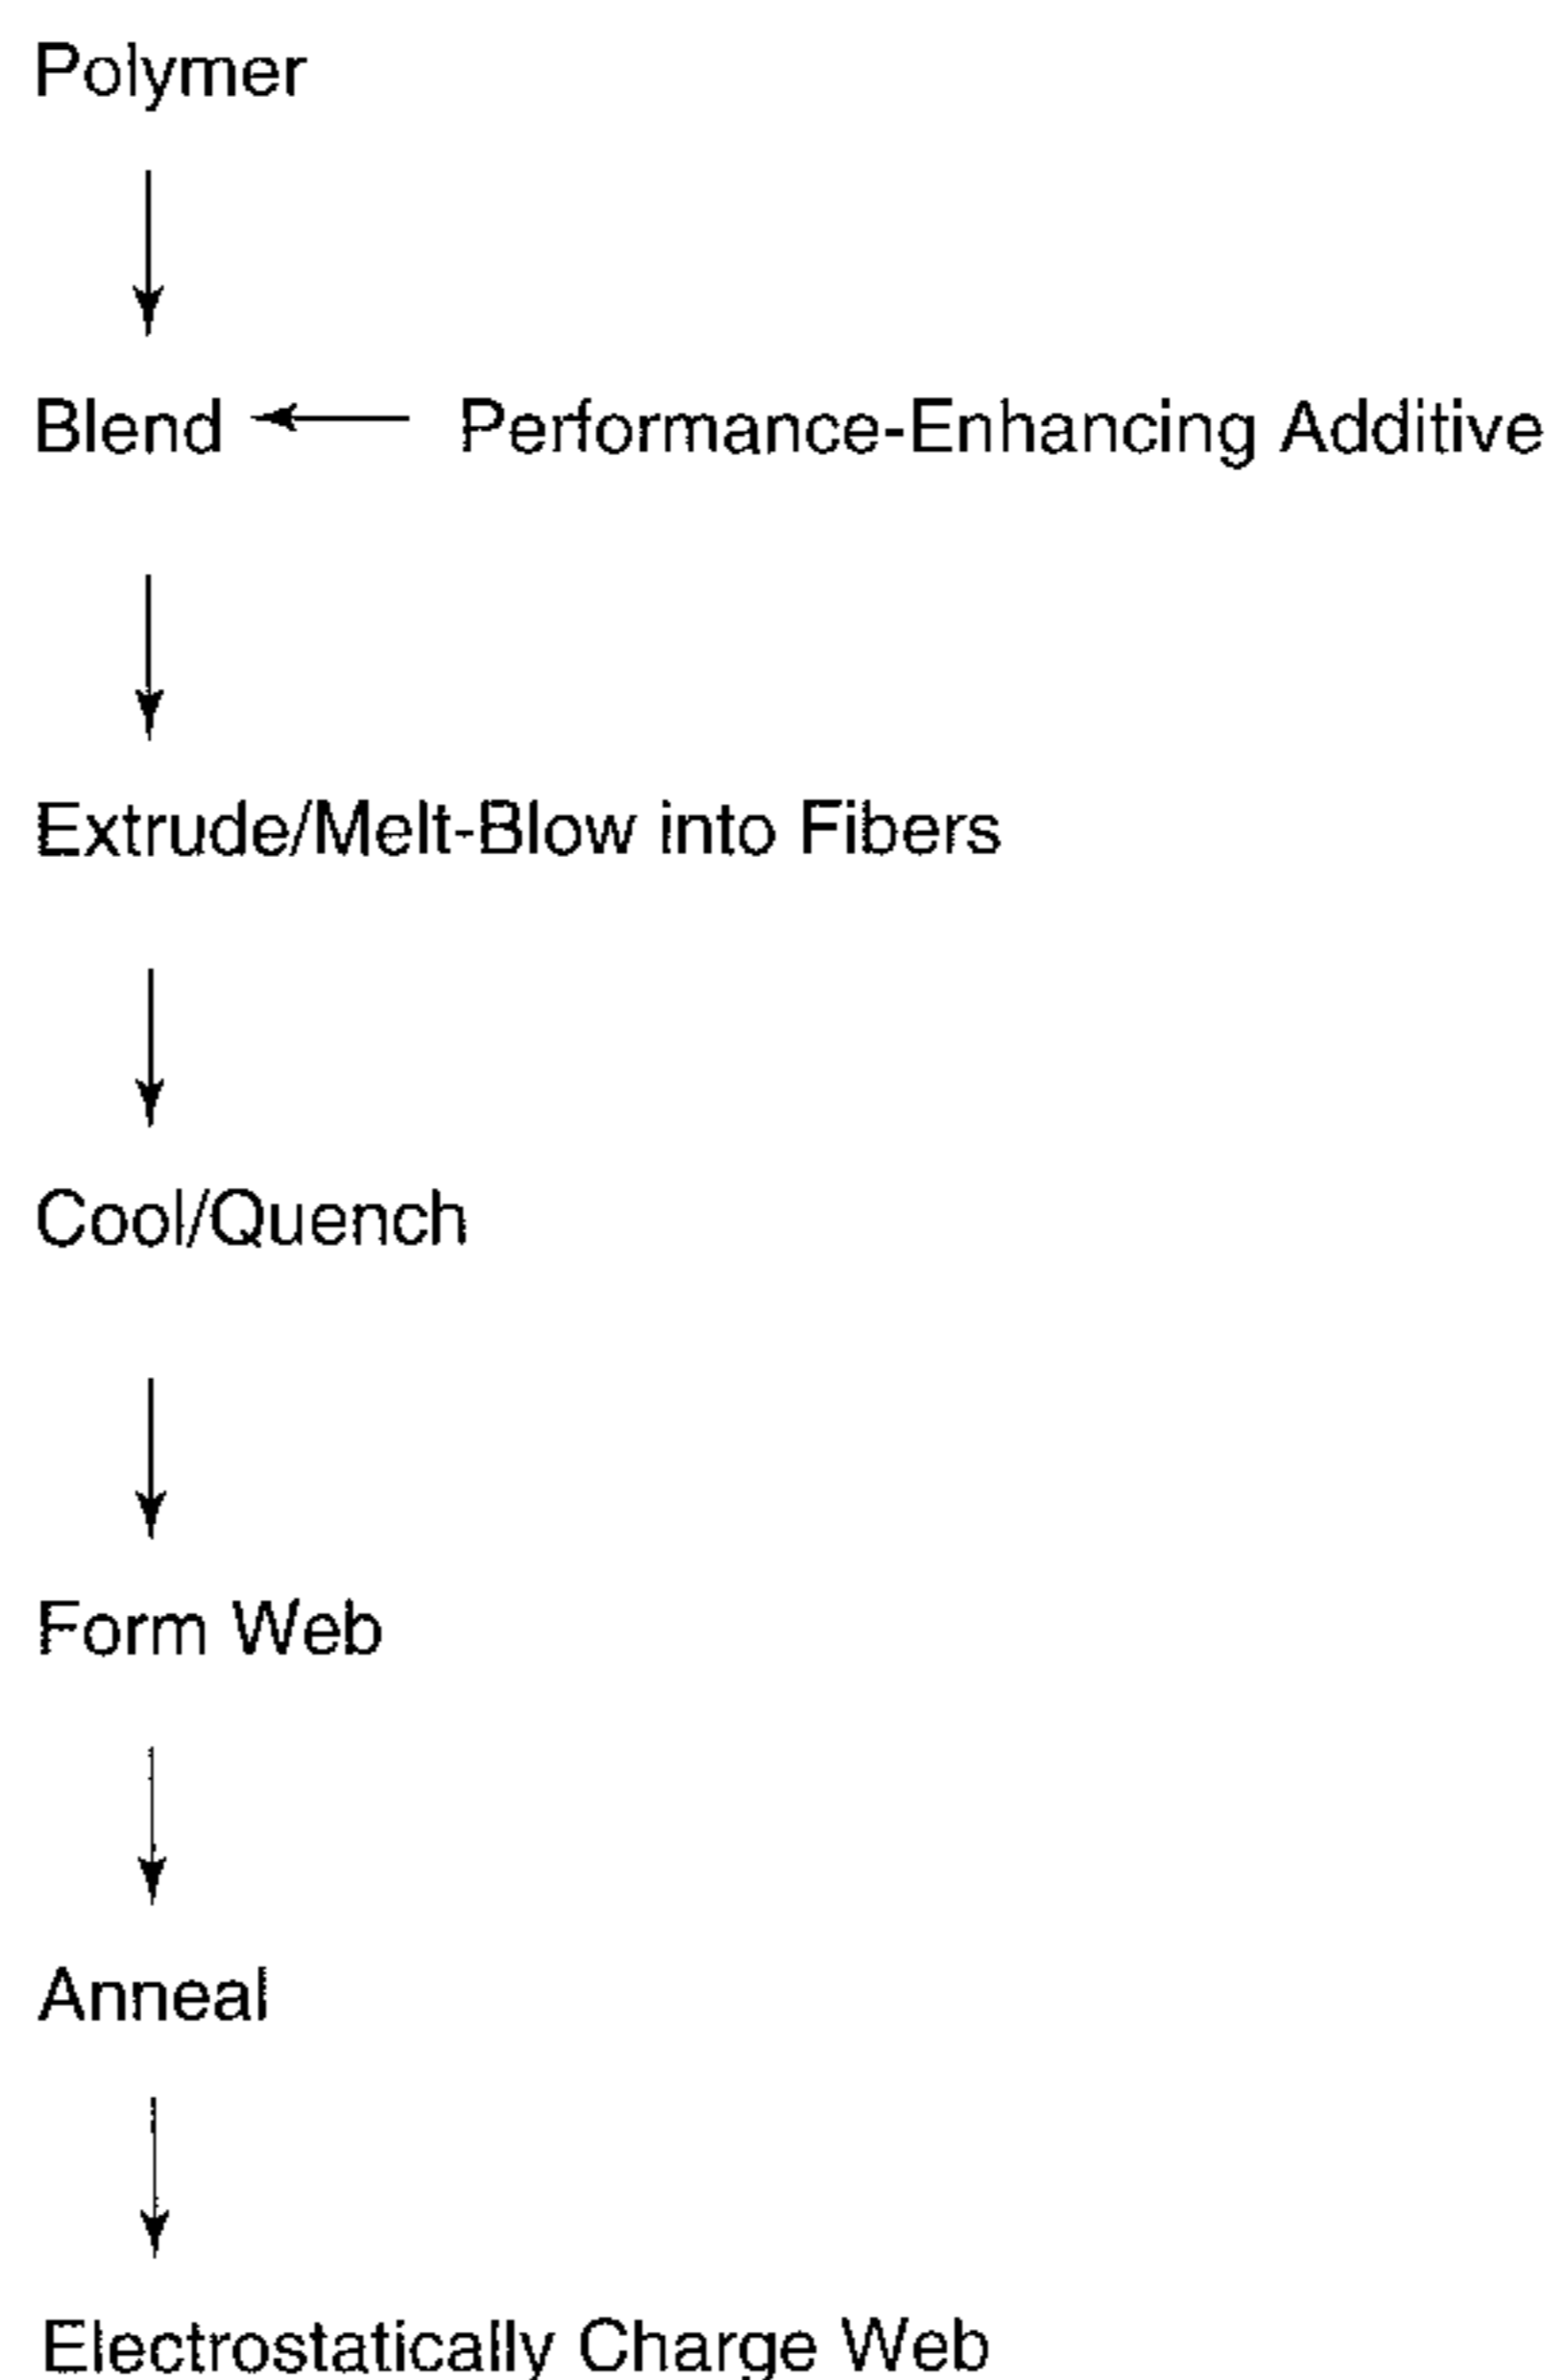 Polymer
Blend
Performance-Enhancing Additive
Extrude/Melt-Blow into Fibers
Cool/Quench
Form Web
Anneal
Electrostatically Charge Web